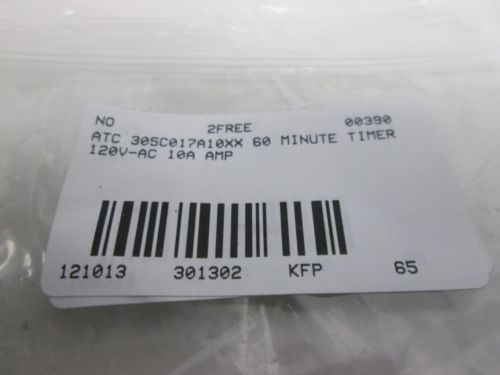 NO 2FREE 00390
ATC 305C017A10XX 60 MINUTE TIMER
120V-AC 10A AMP
121013 301302 KFP 65